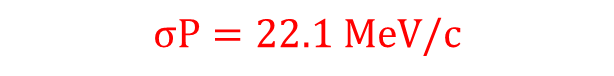 σP = 22.1 MeV/c